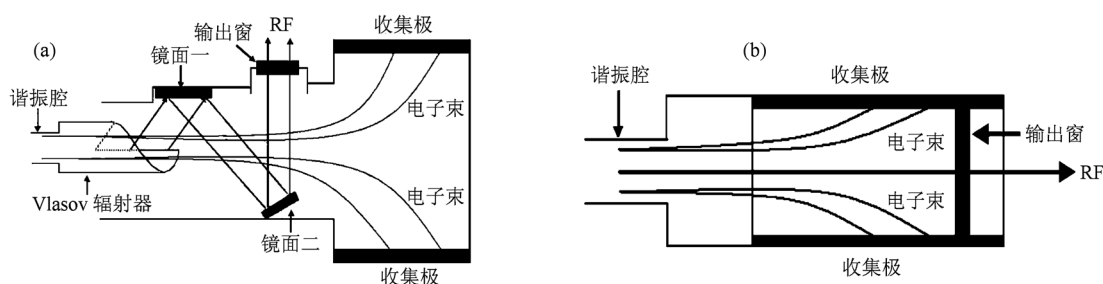 (a)
输出窗
RF
收集极
镜面一
谐振腔
电子束
电子束
Vlasov 辐射器
镜面二
收集极
(b)
谐振腔
收集极
电子束
输出窗
RF
电子束
收集极